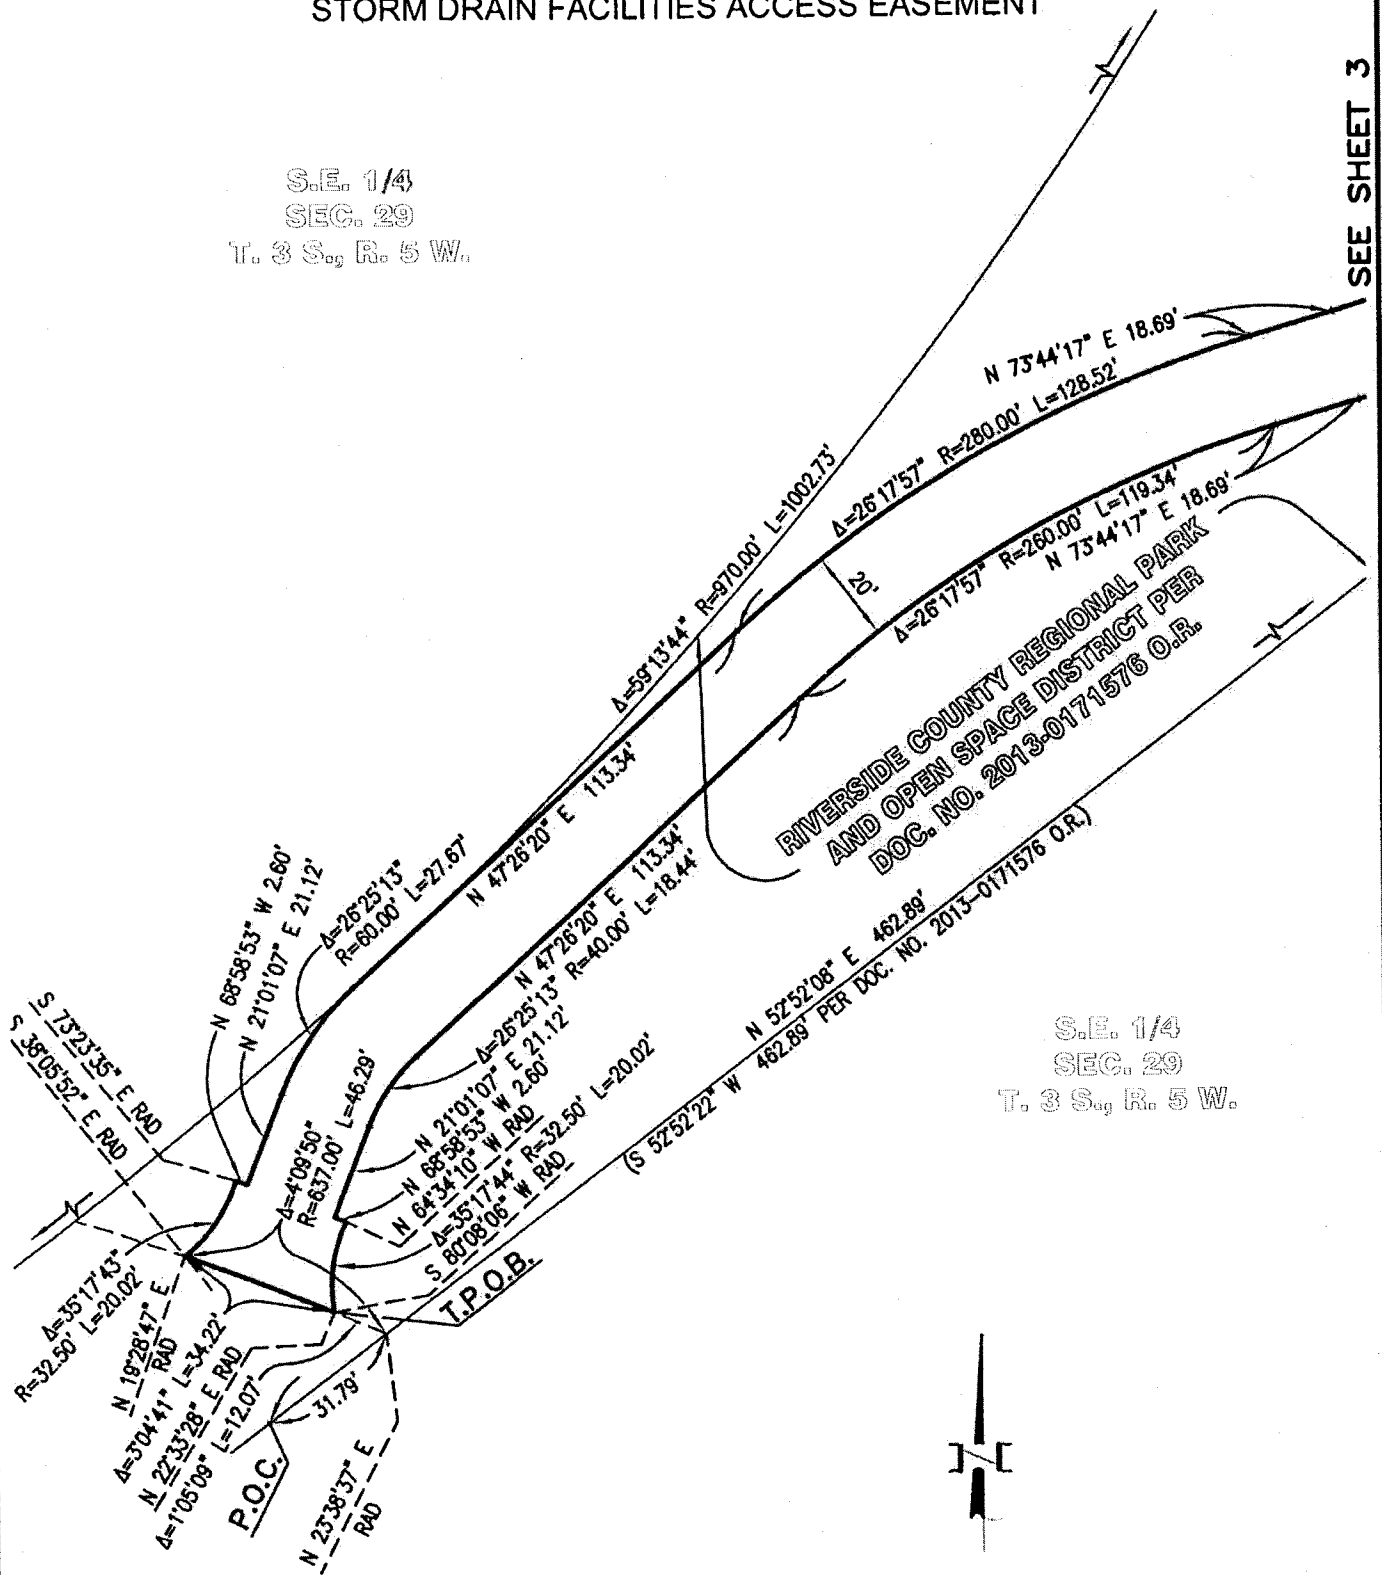 STORM DRAIN FACILITIES ACCESS EASEMENT
SEE SHEET 3
S.E. 1/4
SEC. 29
T. 3 S., R. 5 W.
N 73°44'17" E 18.69'
Δ=26°17'57" R=280.00' L=128.52'
Δ=26°17'57" R=260.00' L=119.34'
N 73°44'17" E 18.69'
20'
Δ=59°13'44" R=970.00' L=1002.73'
RIVERSIDE COUNTY REGIONAL PARK
AND OPEN SPACE DISTRICT PER
DOC. NO. 2013-0171576 O.R.
N 47°26'20" E 113.34'
N 47°26'20" E 113.34'
Δ=26°25'13"
R=60.00' L=27.67'
N 68°58'53" W 2.60'
N 21°01'07" E 21.12'
S 73°23'35" E RAD
S 38°05'52" E RAD
Δ=4°09'50"
R=637.00' L=46.29'
Δ=26°25'13" R=40.00' L=18.44'
N 21°01'07" E 21.12'
N 68°58'53" W 2.60'
N 64°34'10" W RAD
Δ=35°17'44" R=32.50' L=20.02'
S 80°08'06" W RAD
T.P.O.B.
N 52°52'08" E 462.89'
(S 52°52'22" W 462.89' PER DOC. NO. 2013-0171576 O.R.)
S.E. 1/4
SEC. 29
T. 3 S., R. 5 W.
Δ=35°17'43"
R=32.50' L=20.02'
N 19°28'47" E
RAD
Δ=3°04'41" L=34.22'
N 22°33'28" E RAD
Δ=1°05'09" L=12.07'
P.O.C.
31.79'
N 23°38'37" E
RAD
N